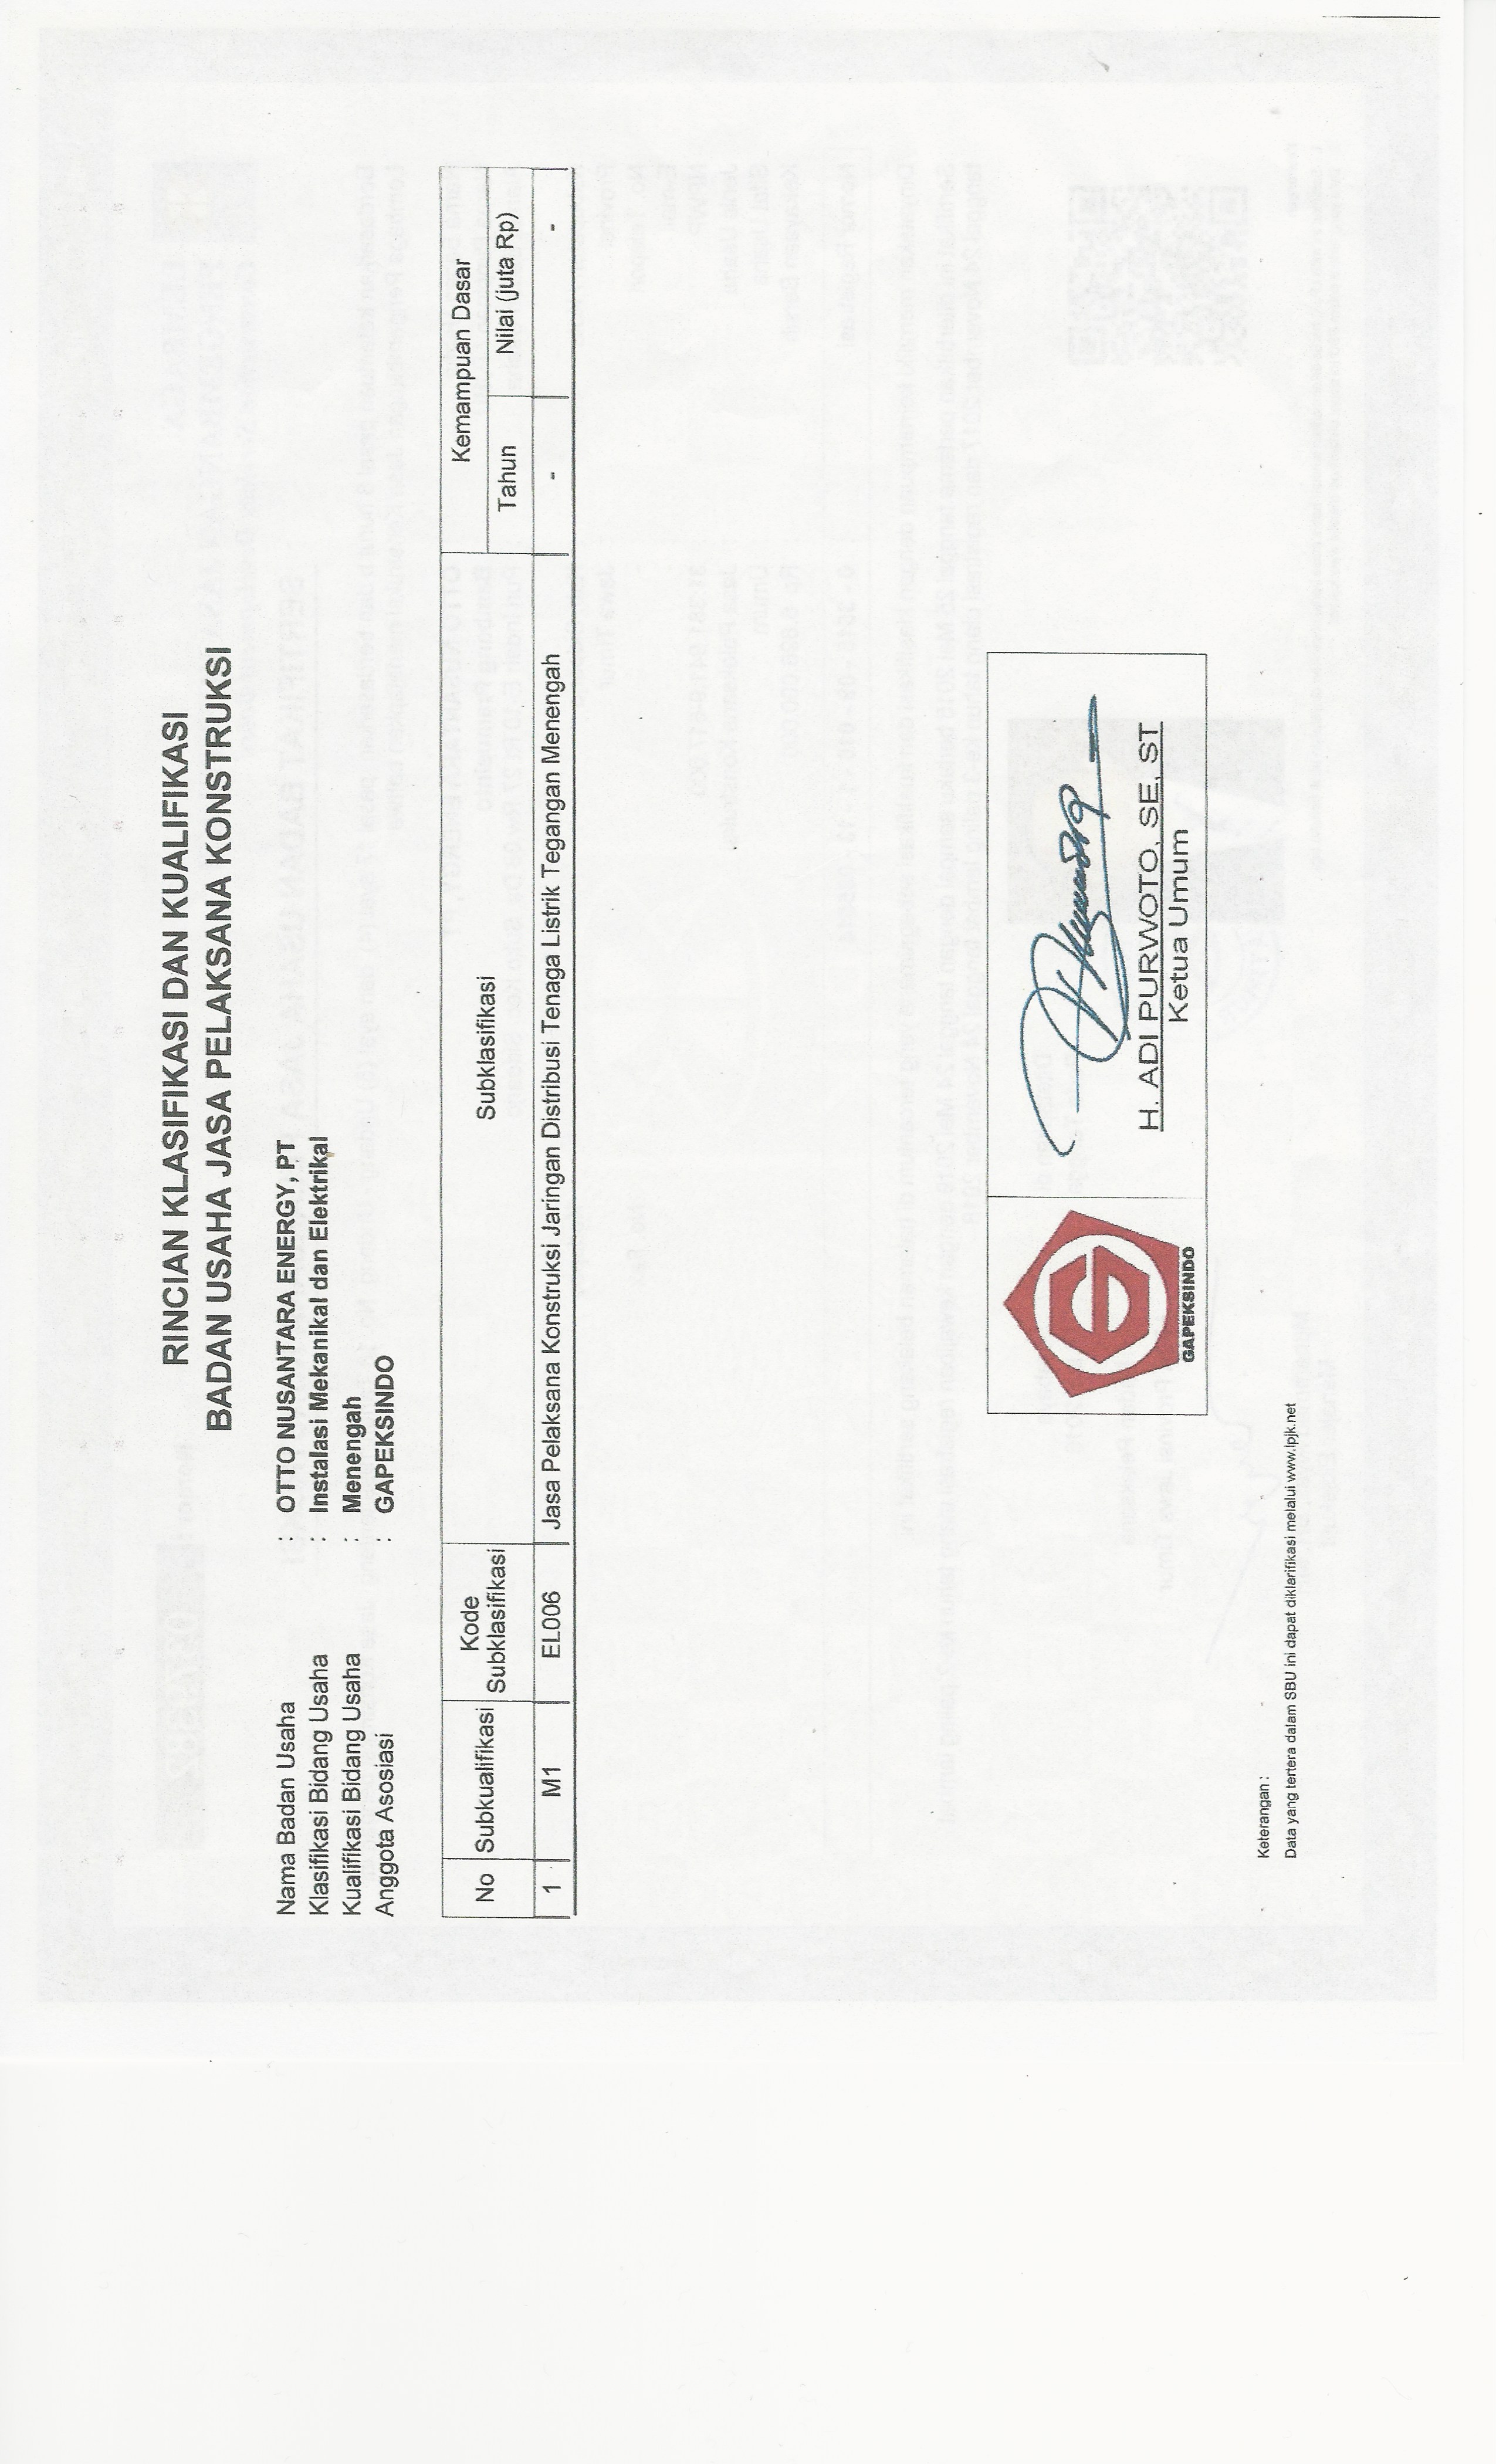 RINCIAN KLASIFIKASI DAN KUALIFIKASI
BADAN USAHA JASA PELAKSANA KONSTRUKSI
Nama Badan Usaha : OTTO NUSANTARA ENERGY, PT
Klasifikasi Bidang Usaha : Instalasi Mekanikal dan Elektrikal
Kualifikasi Bidang Usaha : Menengah
Anggota Asosiasi : GAPEKSINDO
No Subkualifikasi Kode Subklasifikasi Subklasifikasi Kemampuan Dasar
Tahun Nilai (juta Rp)
1 M1 EL006 Jasa Pelaksana Konstruksi Jaringan Distribusi Tenaga Listrik Tegangan Menengah - -
GAPEKSINDO
H. ADI PURWOTO, SE, ST
Ketua Umum
Keterangan :
Data yang tertera dalam SBU ini dapat diklarifikasi melalui www.lpjk.net